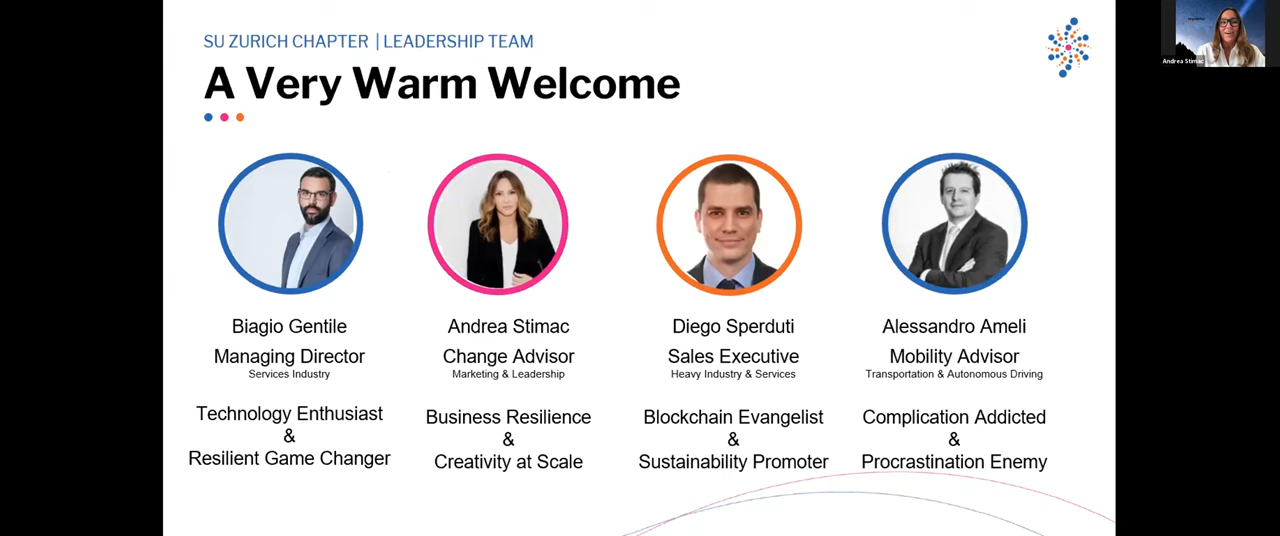 SU ZURICH CHAPTER | LEADERSHIP TEAM
A Very Warm Welcome
Andrea Stimac
Biagio Gentile
Managing Director
Services Industry
Technology Enthusiast
&
Resilient Game Changer
Andrea Stimac
Change Advisor
Marketing & Leadership
Business Resilience
&
Creativity at Scale
Diego Sperduti
Sales Executive
Heavy Industry & Services
Blockchain Evangelist
&
Sustainability Promoter
Alessandro Ameli
Mobility Advisor
Transportation & Autonomous Driving
Complication Addicted
&
Procrastination Enemy